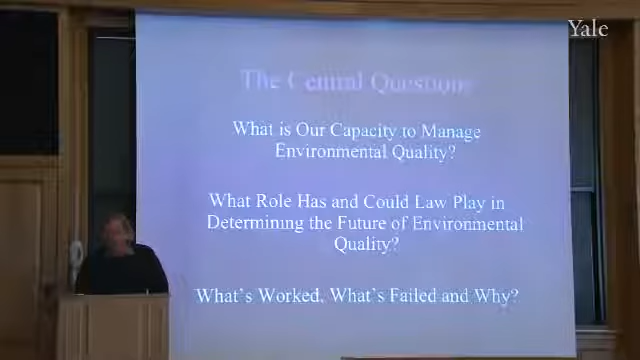 Yale
The Central Questions
What is Our Capacity to Manage
Environmental Quality?
What Role Has and Could Law Play in
Determining the Future of Environmental
Quality?
What's Worked, What's Failed and Why?